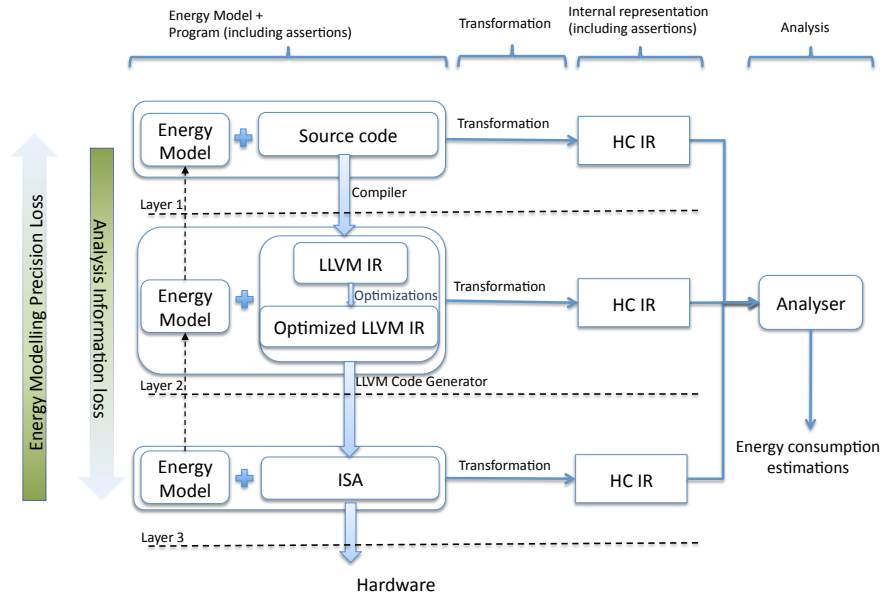 Energy Model +
Program (including assertions)
Transformation
Internal representation
(including assertions)
Analysis
Energy Modelling Precision Loss
Analysis Information loss
Energy
Model
Source code
Transformation
HC IR
Compiler
Layer 1
LLVM IR
Optimizations
Optimized LLVM IR
Energy
Model
Transformation
HC IR
Analyser
Layer 2
LLVM Code Generator
Energy consumption
estimations
Energy
Model
ISA
Transformation
HC IR
Layer 3
Hardware